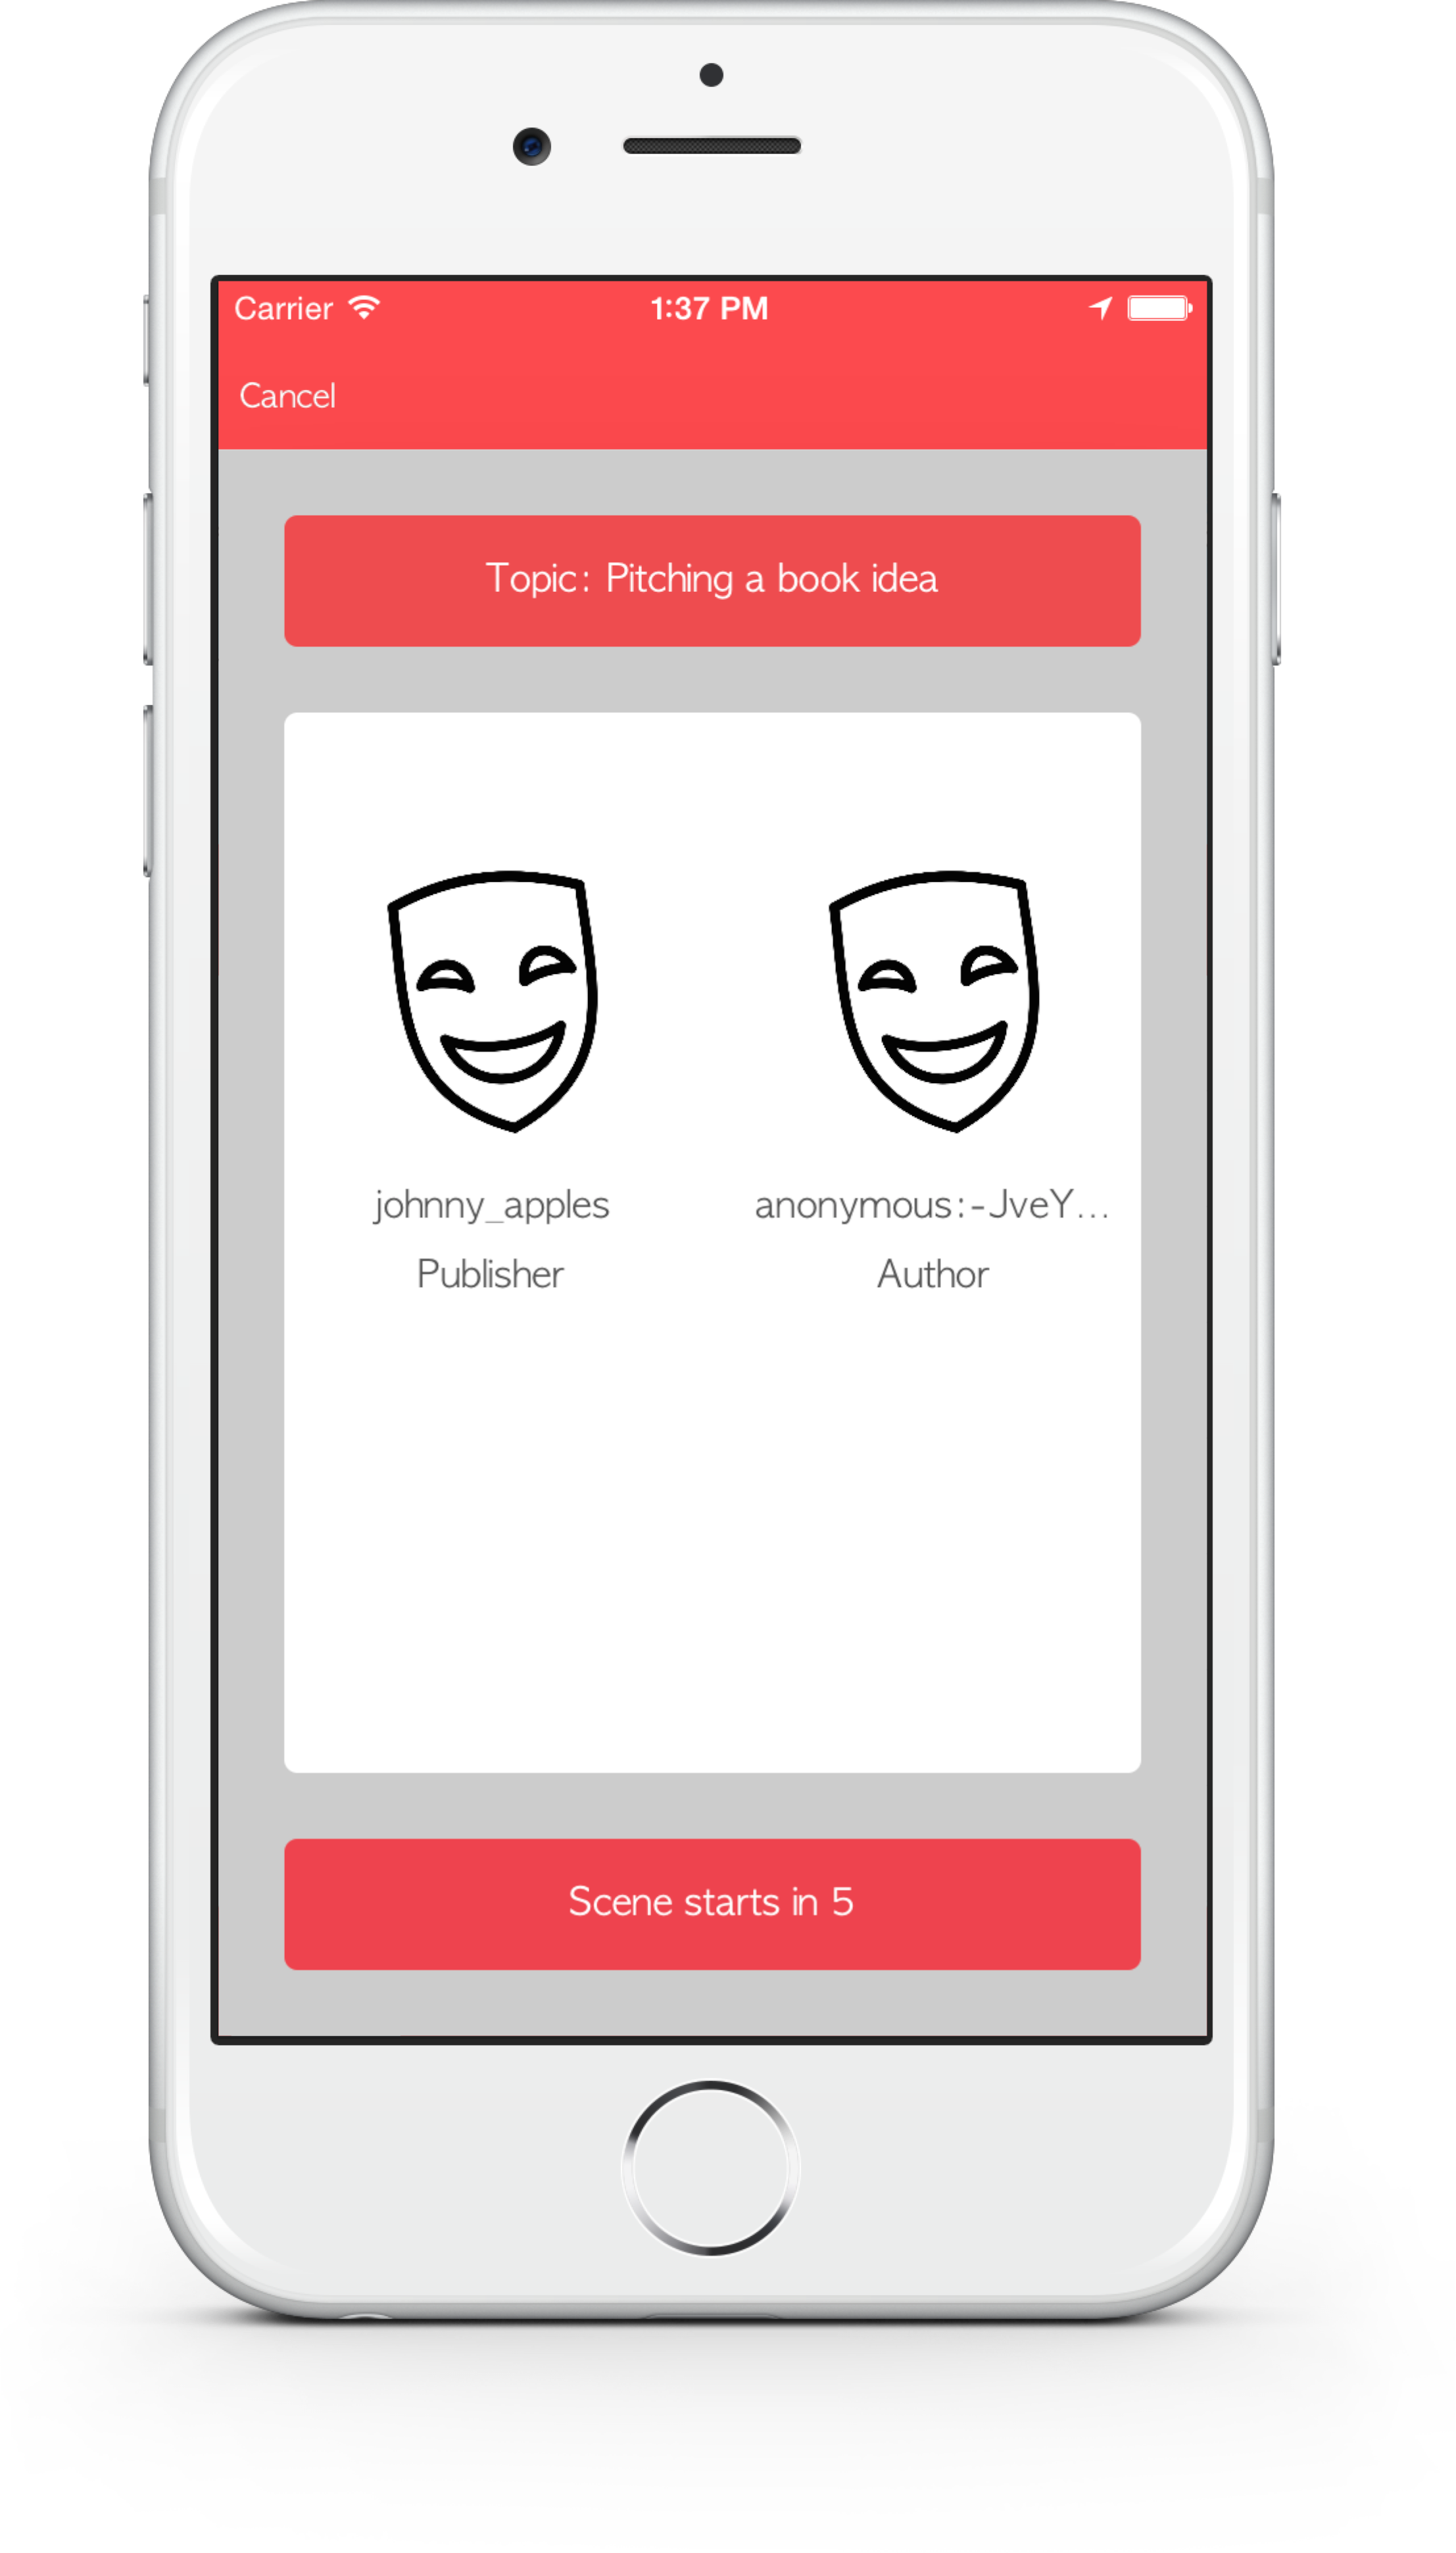 Carrier 1:37 PM
Cancel
Topic: Pitching a book idea
johnny_apples anonymous:-JveY...
Publisher Author
Scene starts in 5